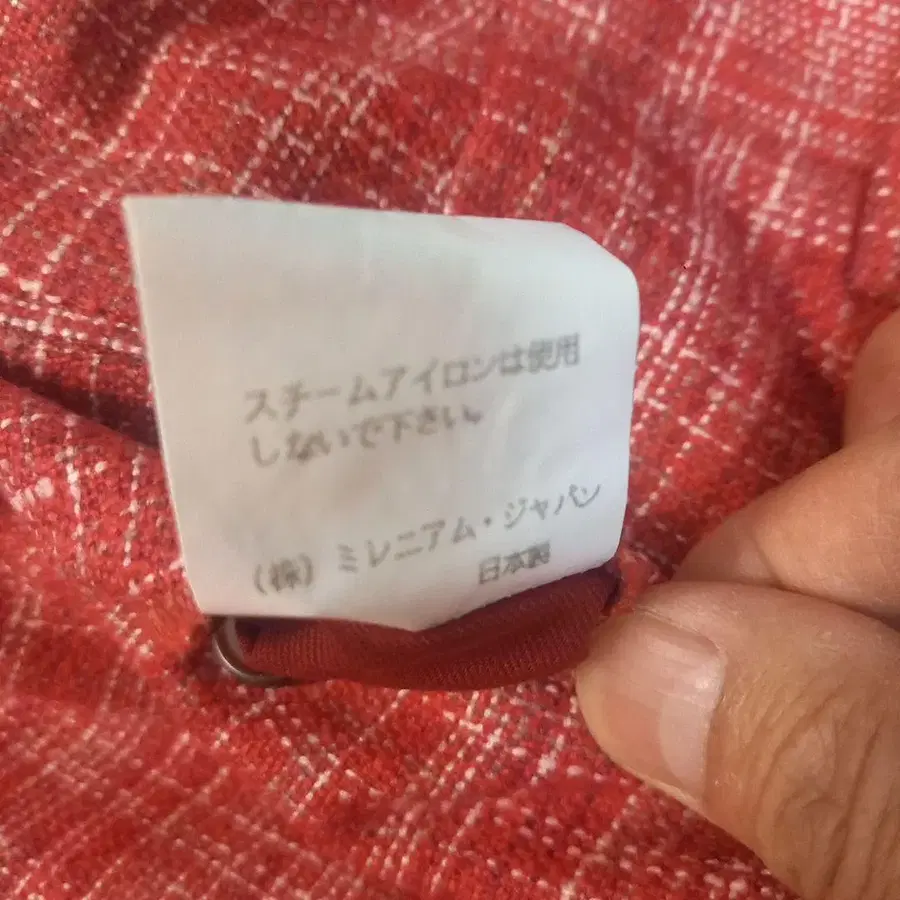 スチームアイロンは使用
しないで下さい。
(株) ミレニアム・ジャパン
日本製